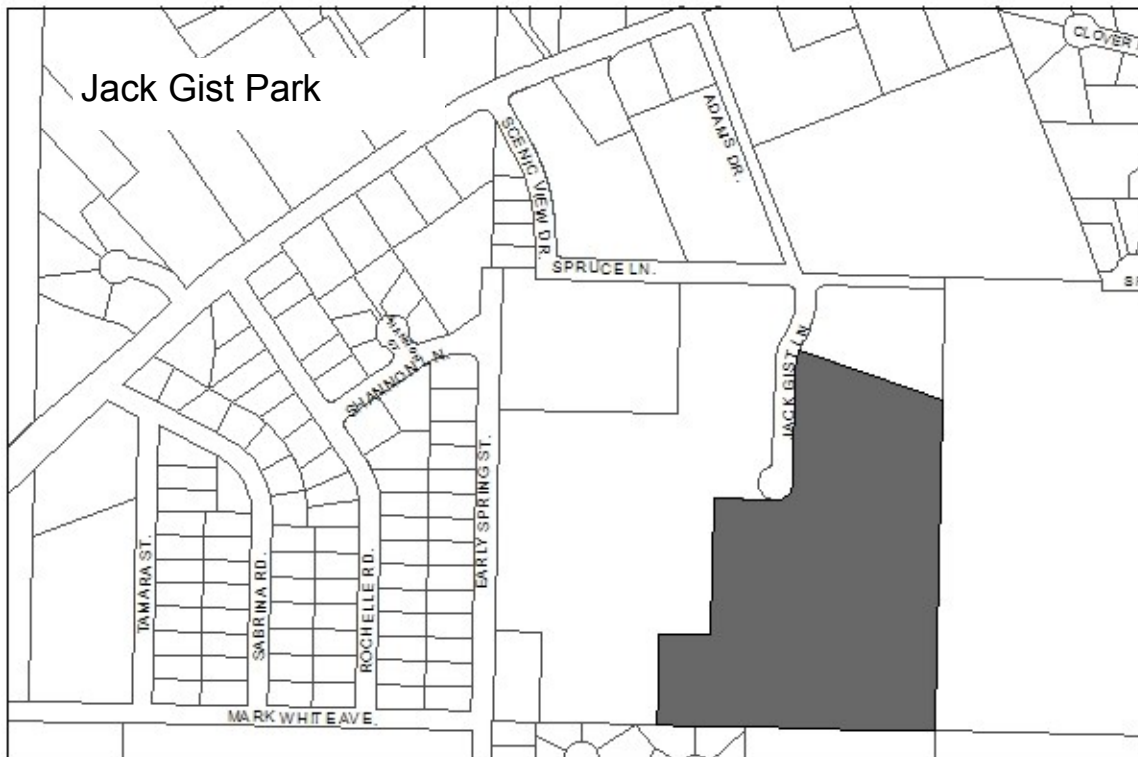 Jack Gist Park
CLOVER
SCENIC VIEW DR.
ADAMS DR.
SPRUCE LN.
SHANNON LN.
JACK GIST LN
EARLY SPRING ST.
TAMARA ST.
SABRINA RD.
ROCHELLE RD.
MARK WHITE AVE.